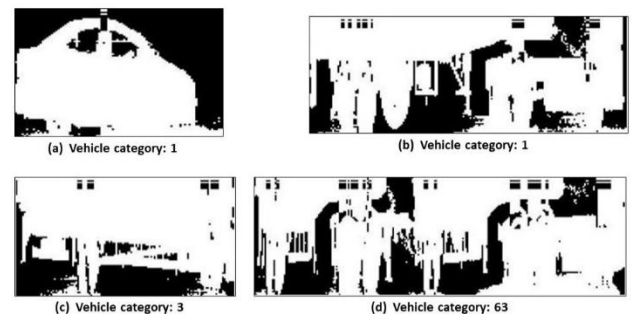 (a) Vehicle category: 1
(b) Vehicle category: 1
(c) Vehicle category: 3
(d) Vehicle category: 63